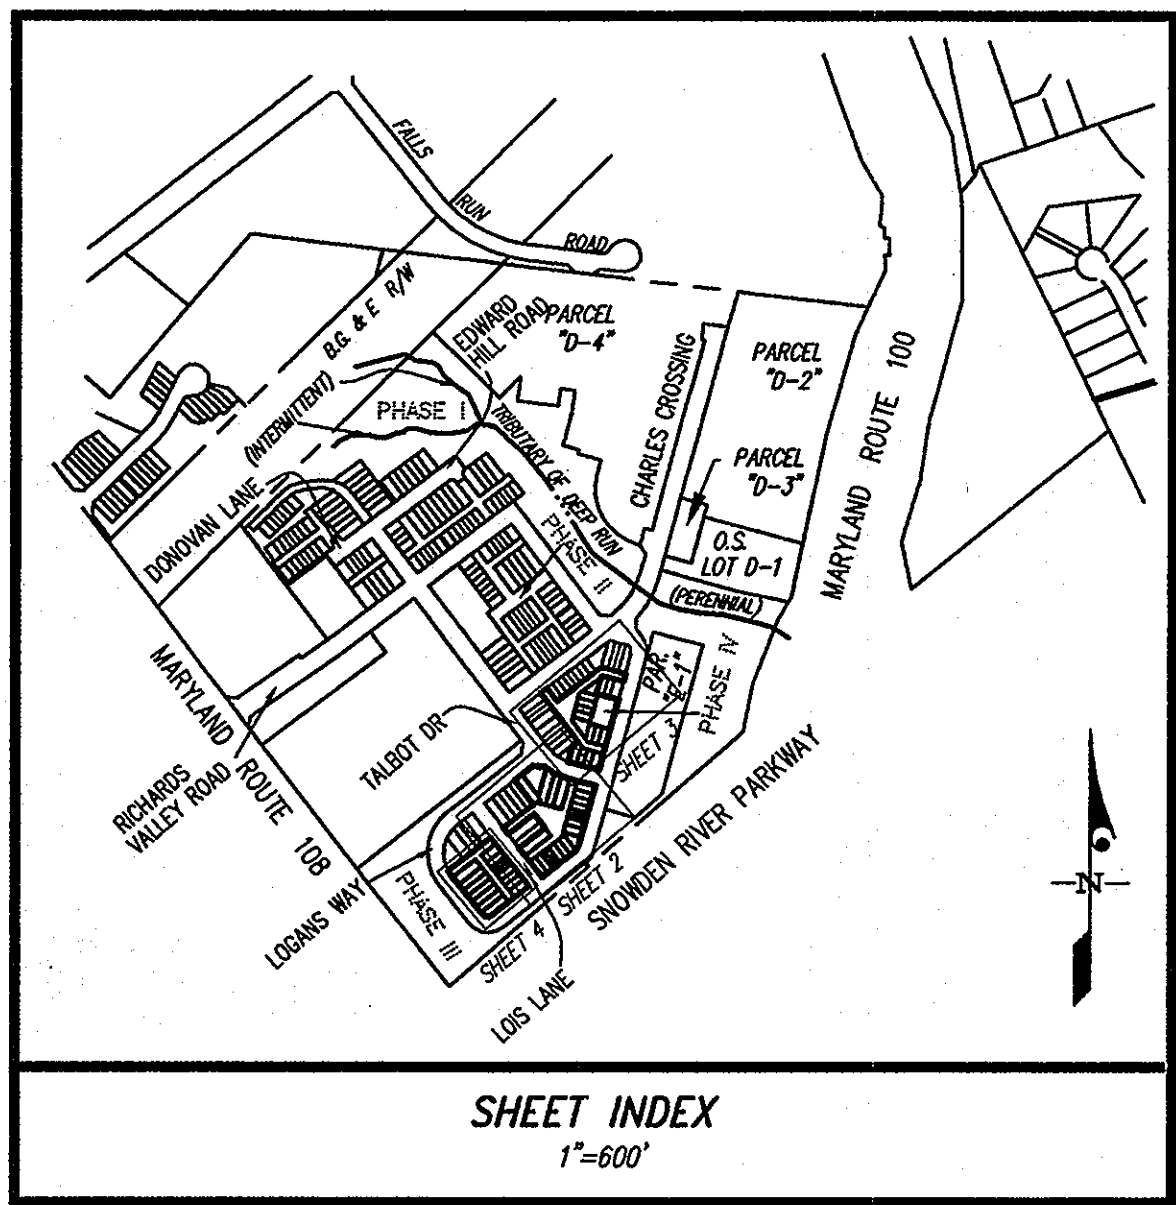 FALLS
RUN
ROAD
B.G. & E R/W
EDWARD
HILL ROAD
PARCEL
"D-4"
(INTERMITTENT)
PHASE I
CHARLES CROSSING
PARCEL
"D-2"
MARYLAND ROUTE 100
TRIBUTARY OF DEEP RUN
PARCEL
"D-3"
DONOVAN LANE
PHASE II
O.S.
LOT D-1
(PERENNIAL)
MARYLAND ROUTE 108
PAR.
"E-1"
PHASE IV
TALBOT DR
SHEET 3
RICHARDS
VALLEY ROAD
SNOWDEN RIVER PARKWAY
LOGANS WAY
PHASE III
SHEET 2
SHEET 4
LOIS LANE
N
SHEET INDEX
1"=600'